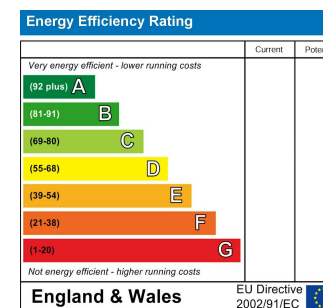 Energy Efficiency Rating
Current Poten
Very energy efficient - lower running costs
(92 plus) A
(81-91) B
(69-80) C
(55-68) D
(39-54) E
(21-38) F
(1-20) G
Not energy efficient - higher running costs
England & Wales
EU Directive
2002/91/EC